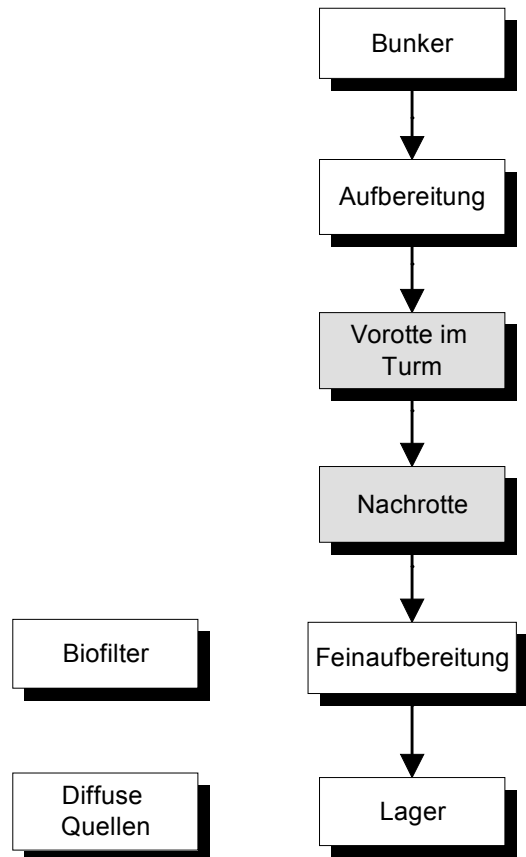 Bunker
Aufbereitung
Vorotte im
Turm
Nachrotte
Biofilter
Feinaufbereitung
Diffuse
Quellen
Lager